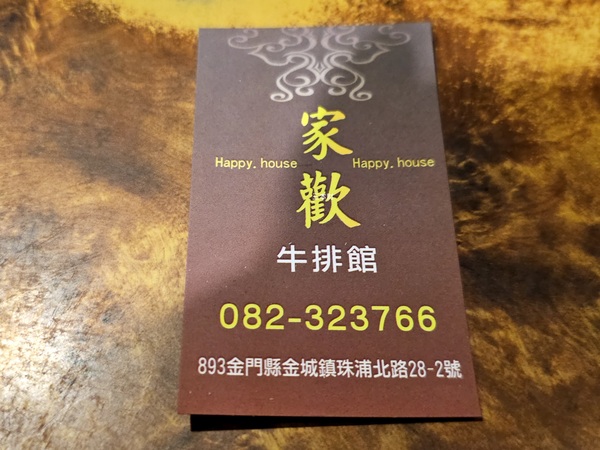 家
Happy. house Happy. house
歡
牛排館
082-323766
893金門縣金城鎮珠浦北路28-2號